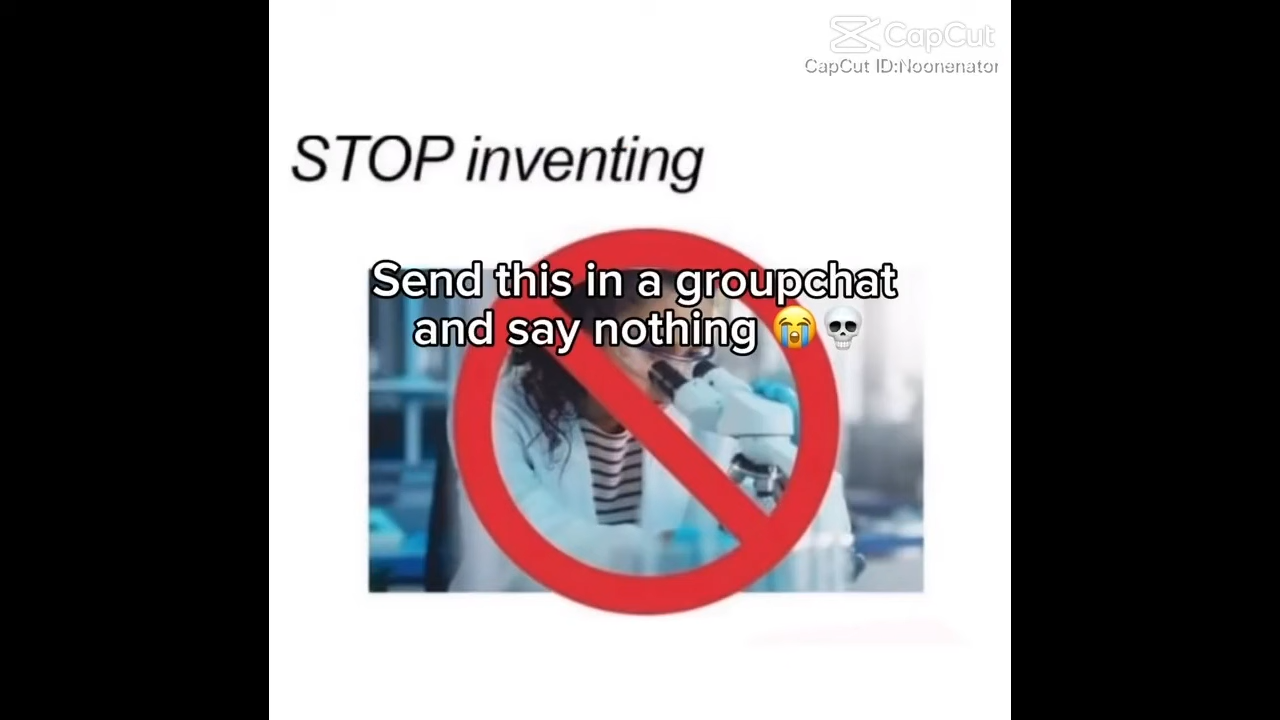 CapCut
CapCut ID:Noonenator
STOP inventing
Send this in a groupchat
and say nothing 😭💀